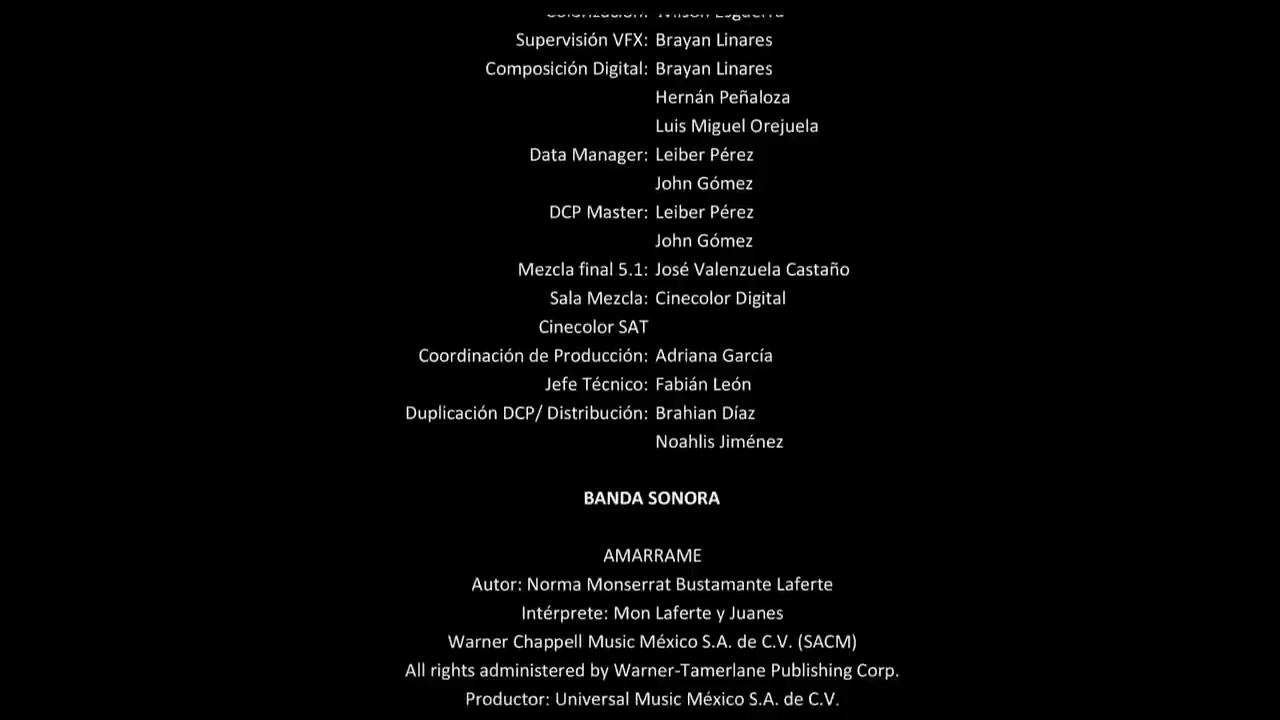 Supervisión VFX: Brayan Linares
Composición Digital: Brayan Linares
Hernán Peñaloza
Luis Miguel Orejuela
Data Manager: Leiber Pérez
John Gómez
DCP Master: Leiber Pérez
John Gómez
Mezcla final 5.1: José Valenzuela Castaño
Sala Mezcla: Cinecolor Digital
Cinecolor SAT
Coordinación de Producción: Adriana García
Jefe Técnico: Fabián León
Duplicación DCP/ Distribución: Brahian Díaz
Noahlis Jiménez
BANDA SONORA
AMARRAME
Autor: Norma Monserrat Bustamante Laferte
Intérprete: Mon Laferte y Juanes
Warner Chappell Music México S.A. de C.V. (SACM)
All rights administered by Warner-Tamerlane Publishing Corp.
Productor: Universal Music México S.A. de C.V.